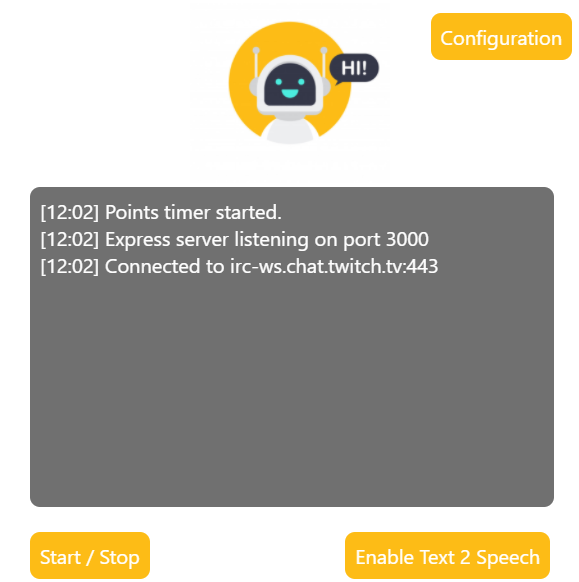 Configuration
HI!
[12:02] Points timer started.
[12:02] Express server listening on port 3000
[12:02] Connected to irc-ws.chat.twitch.tv:443
Start / Stop
Enable Text 2 Speech